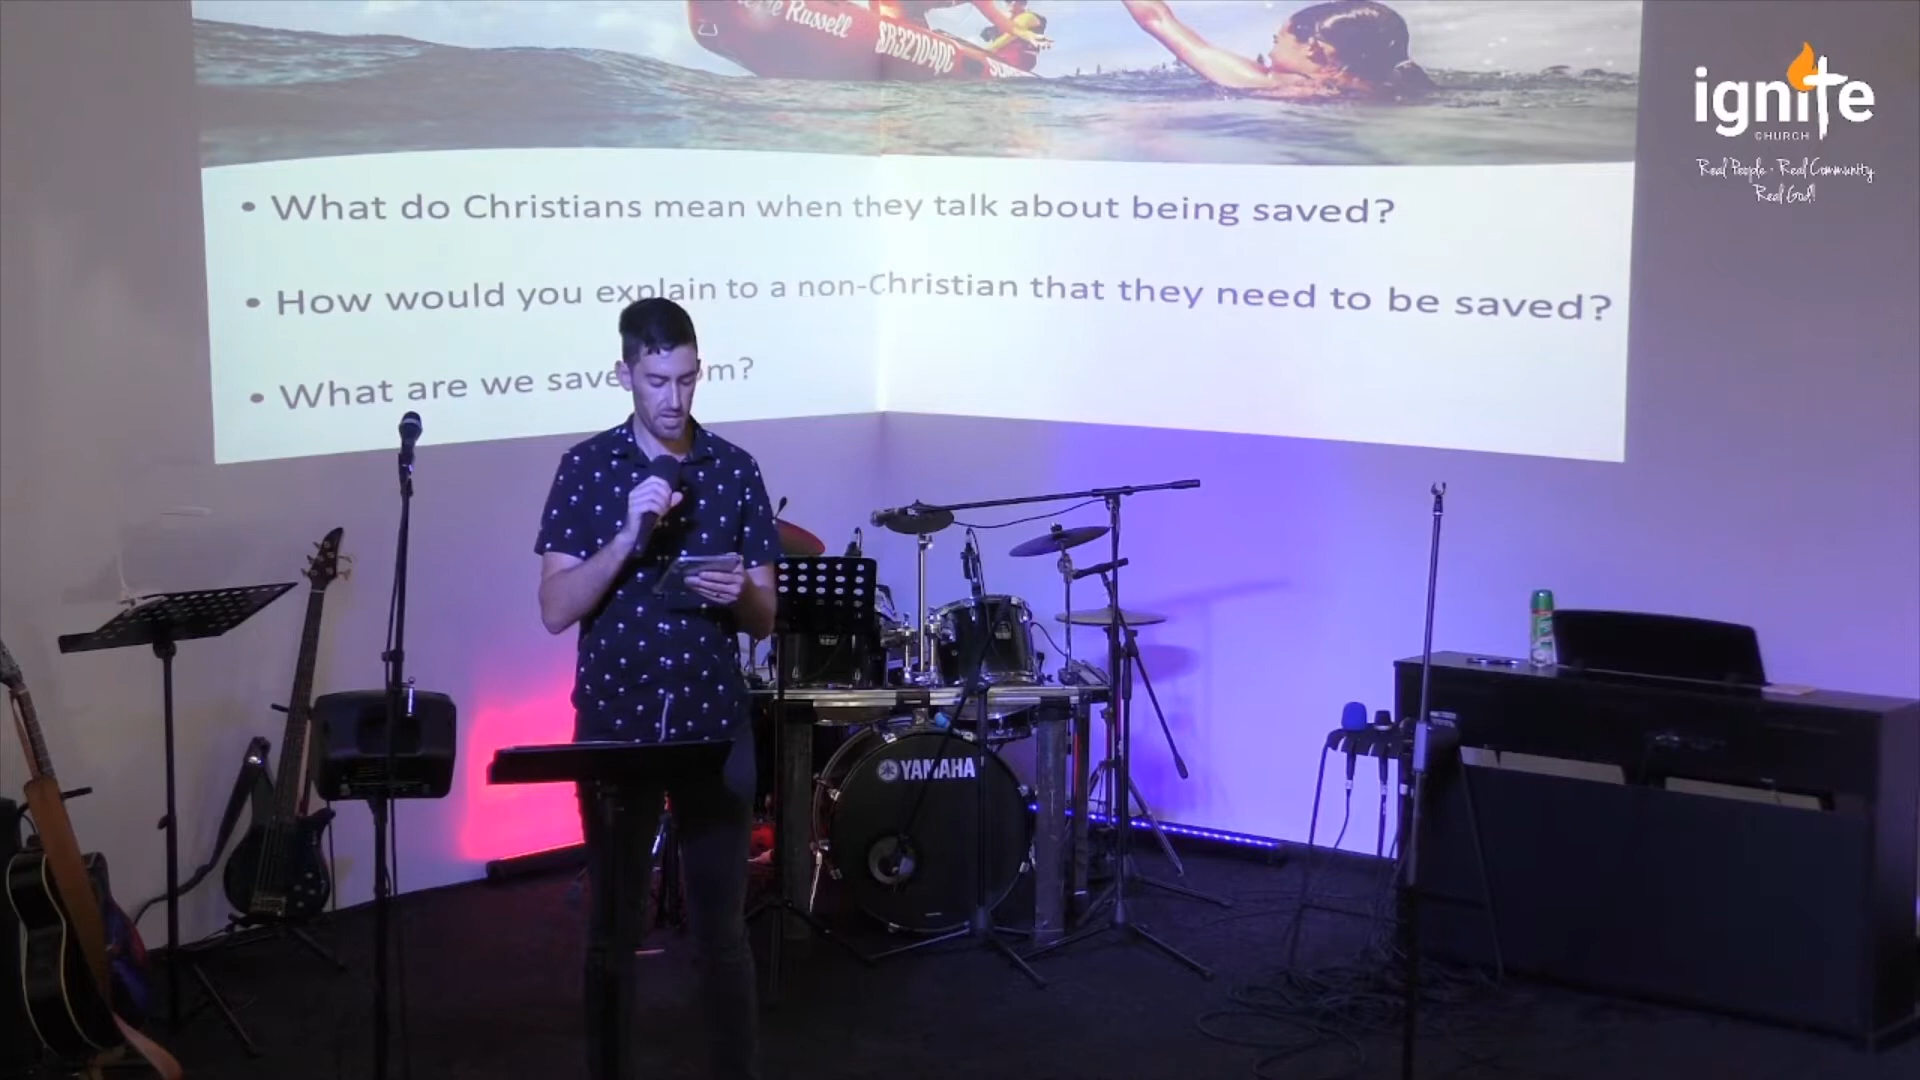 Russell
SR32104QC
ignite
CHURCH
Real People - Real Community
Real God!
• What do Christians mean when they talk about being saved?
• How would you explain to a non-Christian that they need to be saved?
• What are we save m?
YAMAHA